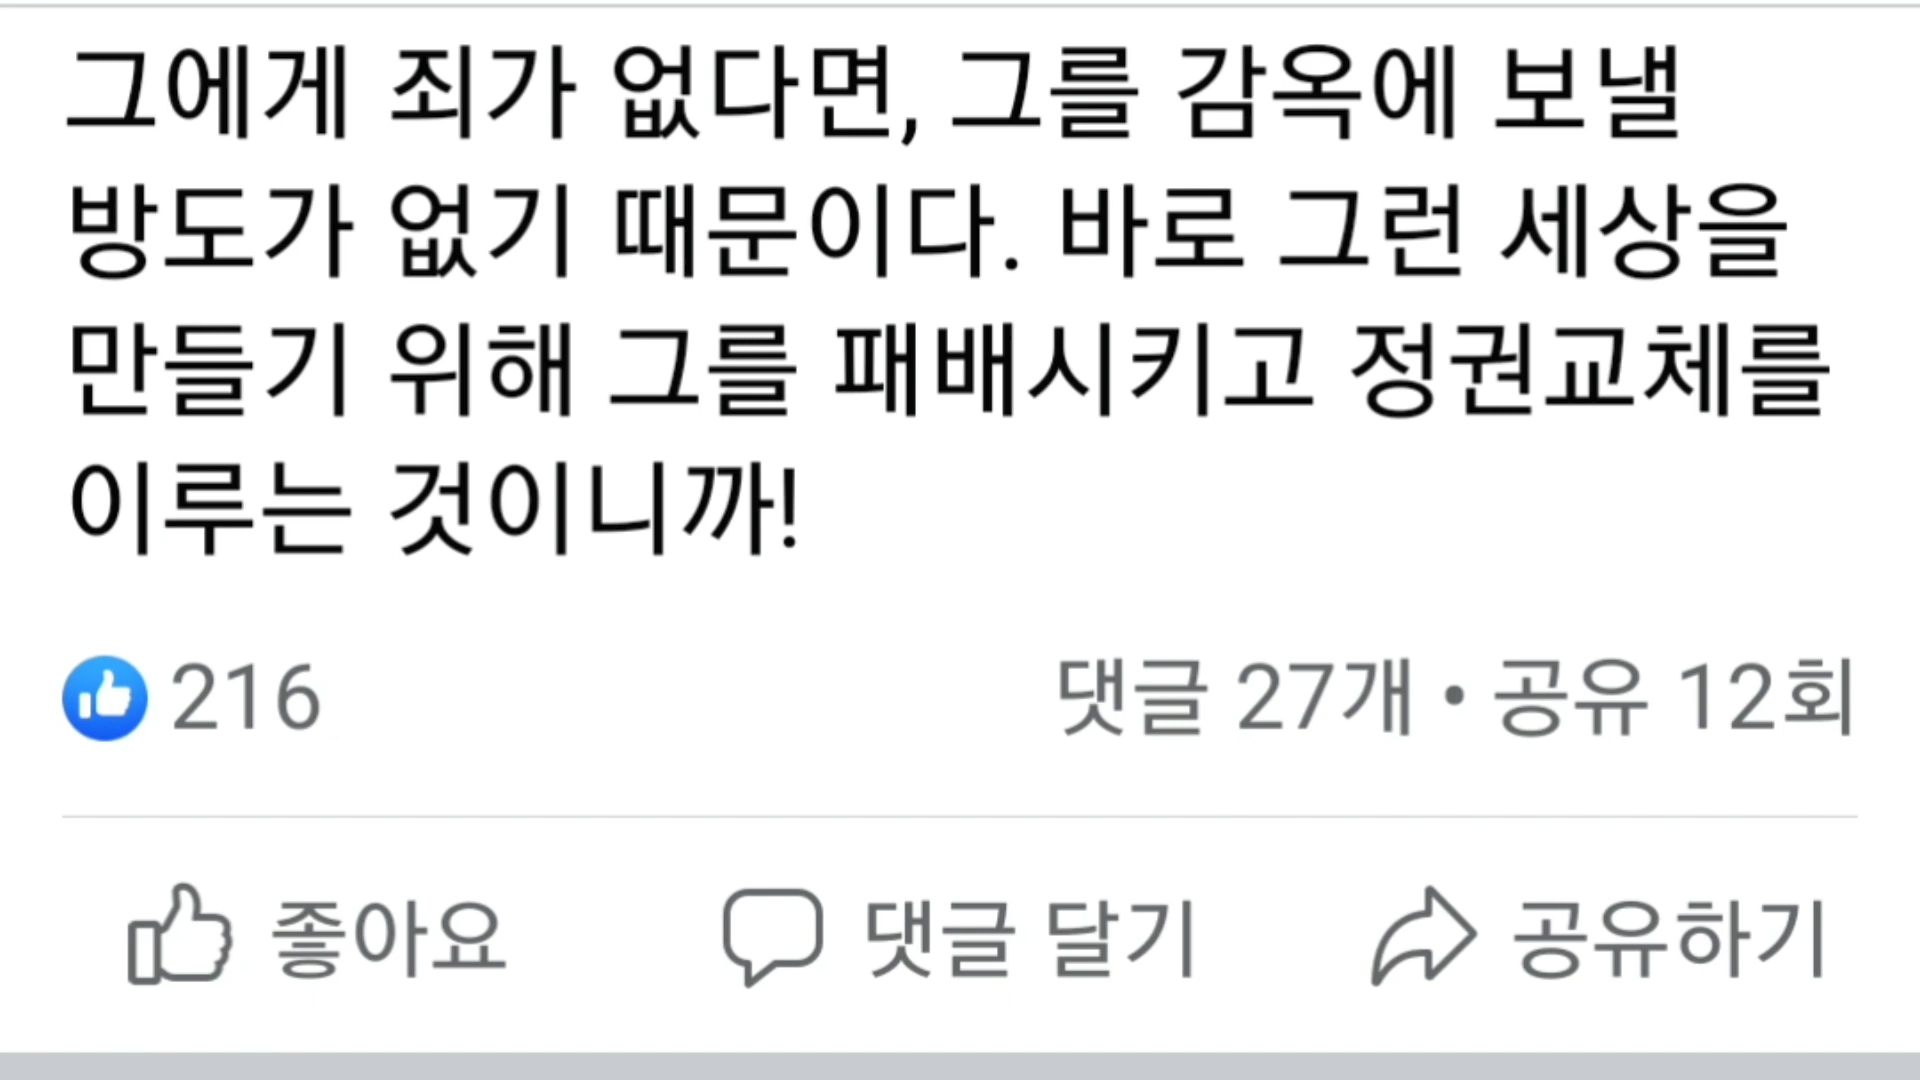 그에게 죄가 없다면, 그를 감옥에 보낼
방도가 없기 때문이다. 바로 그런 세상을
만들기 위해 그를 패배시키고 정권교체를
이루는 것이니까!
216
댓글 27개 • 공유 12회
좋아요
댓글 달기
공유하기